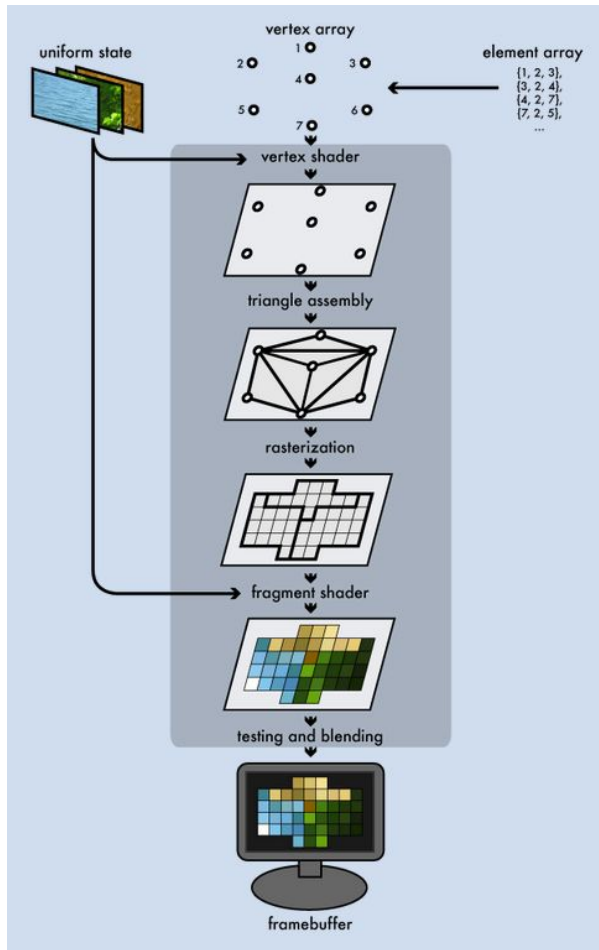 vertex array
uniform state
element array
1
2
3
4
5
6
7
{1, 2, 3},
{3, 2, 4},
{4, 2, 7},
{7, 2, 5},
...
vertex shader
triangle assembly
rasterization
fragment shader
testing and blending
framebuffer